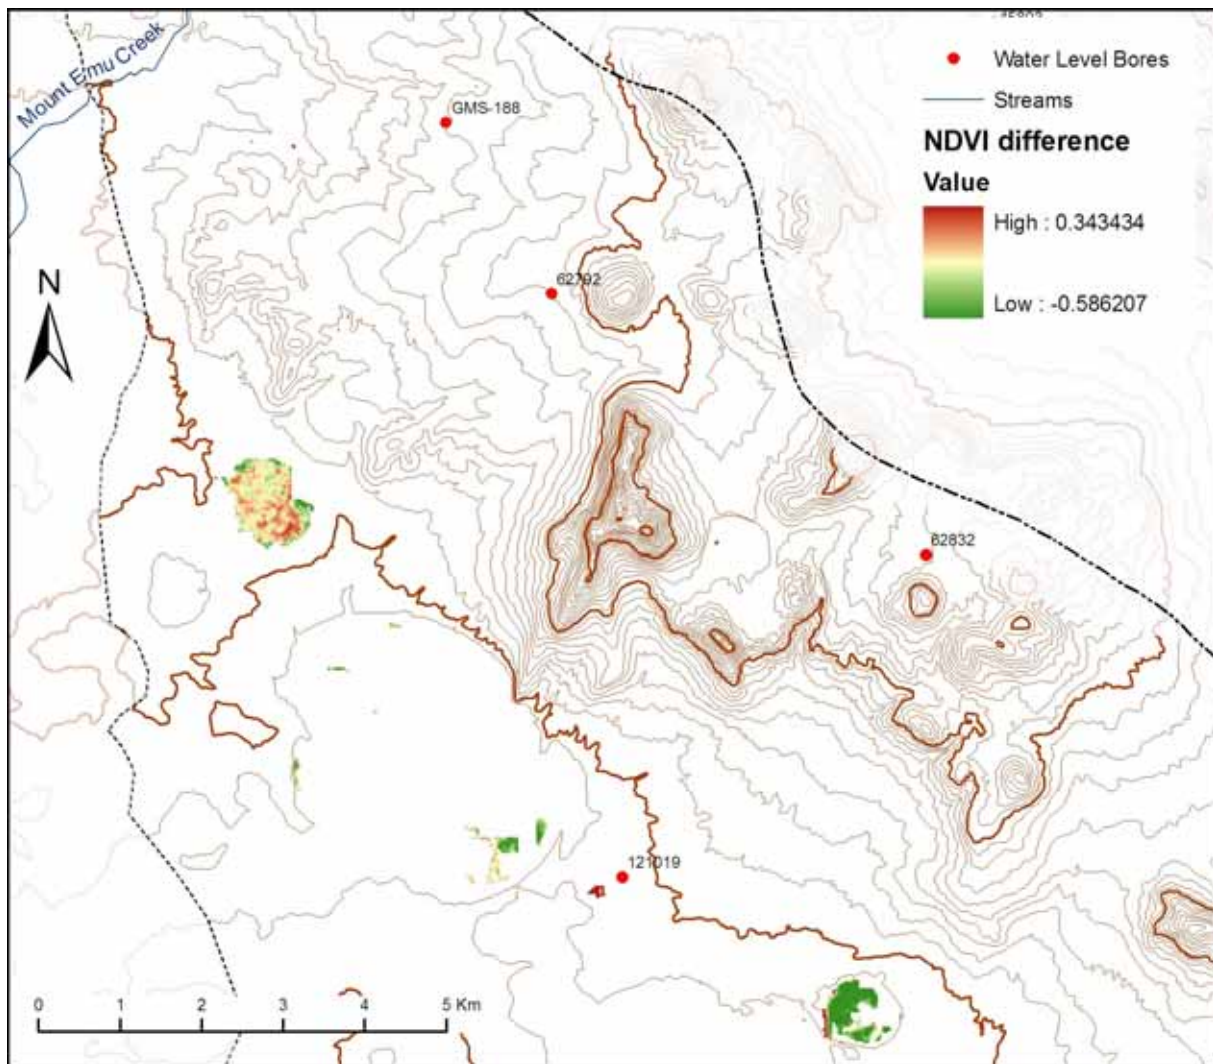 Mount Emu Creek
GMS-188
Water Level Bores
Streams
NDVI difference
Value
High : 0.343434
Low : -0.586207
62792
N
62832
121019
0 1 2 3 4 5 Km